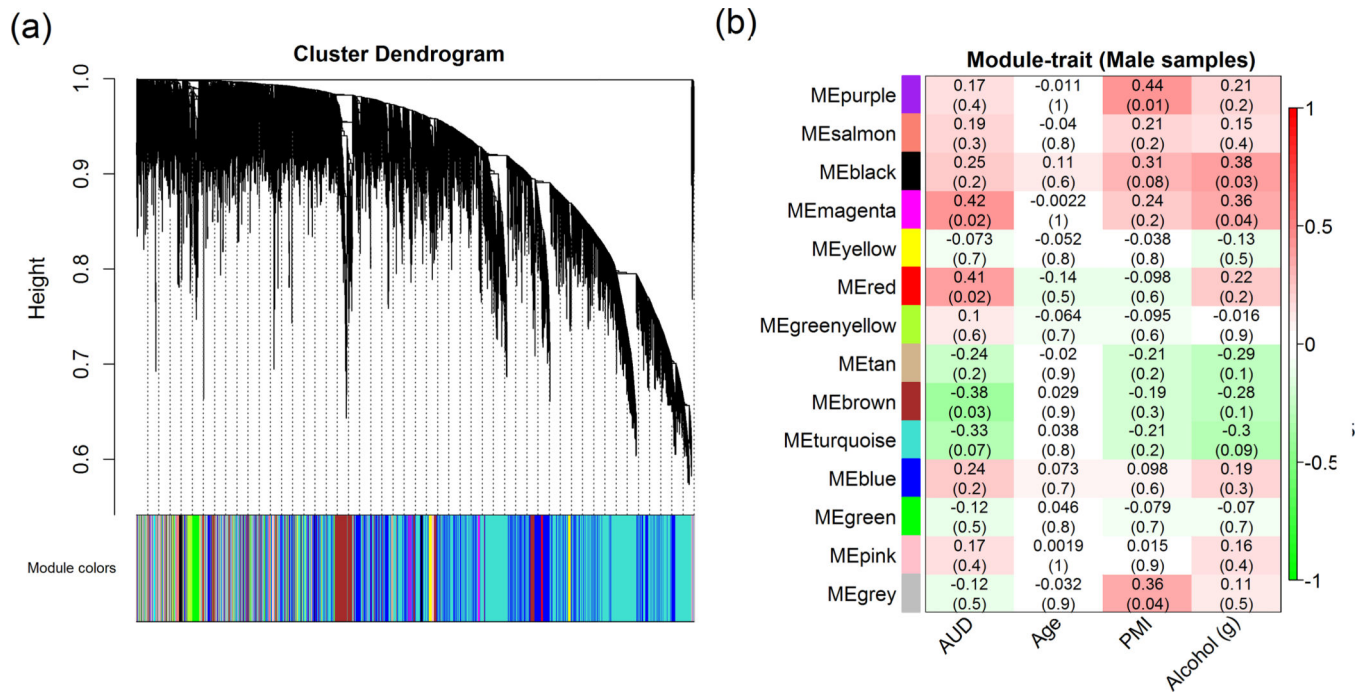 (a)
Cluster Dendrogram
Height
1.0
0.9
0.8
0.7
0.6
Module colors
(b)
Module-trait (Male samples)
MEpurple 0.17 -0.011 0.44 0.21
(0.4) (1) (0.01) (0.2)
MEsalmon 0.19 -0.04 0.21 0.15
(0.3) (0.8) (0.2) (0.4)
MEblack 0.25 0.11 0.31 0.38
(0.2) (0.6) (0.08) (0.03)
MEmagenta 0.42 -0.0022 0.24 0.36
(0.02) (1) (0.2) (0.04)
MEyellow -0.073 -0.052 -0.038 -0.13
(0.7) (0.8) (0.8) (0.5)
MEred 0.41 -0.14 -0.098 0.22
(0.02) (0.5) (0.6) (0.2)
MEgreenyellow 0.1 -0.064 -0.095 -0.016
(0.6) (0.7) (0.6) (0.9)
MEtan -0.24 -0.02 -0.21 -0.29
(0.2) (0.9) (0.2) (0.1)
MEbrown -0.38 0.029 -0.19 -0.28
(0.03) (0.9) (0.3) (0.1)
MEturquoise -0.33 0.038 -0.21 -0.3
(0.07) (0.8) (0.2) (0.09)
MEblue 0.24 0.073 0.098 0.19
(0.2) (0.7) (0.6) (0.3)
MEgreen -0.12 0.046 -0.079 -0.07
(0.5) (0.8) (0.7) (0.7)
MEpink 0.17 0.0019 0.015 0.16
(0.4) (1) (0.9) (0.4)
MEgrey -0.12 -0.032 0.36 0.11
(0.5) (0.9) (0.04) (0.5)
AUD Age PMI Alcohol (g)
1
0.5
0
-0.5
-1